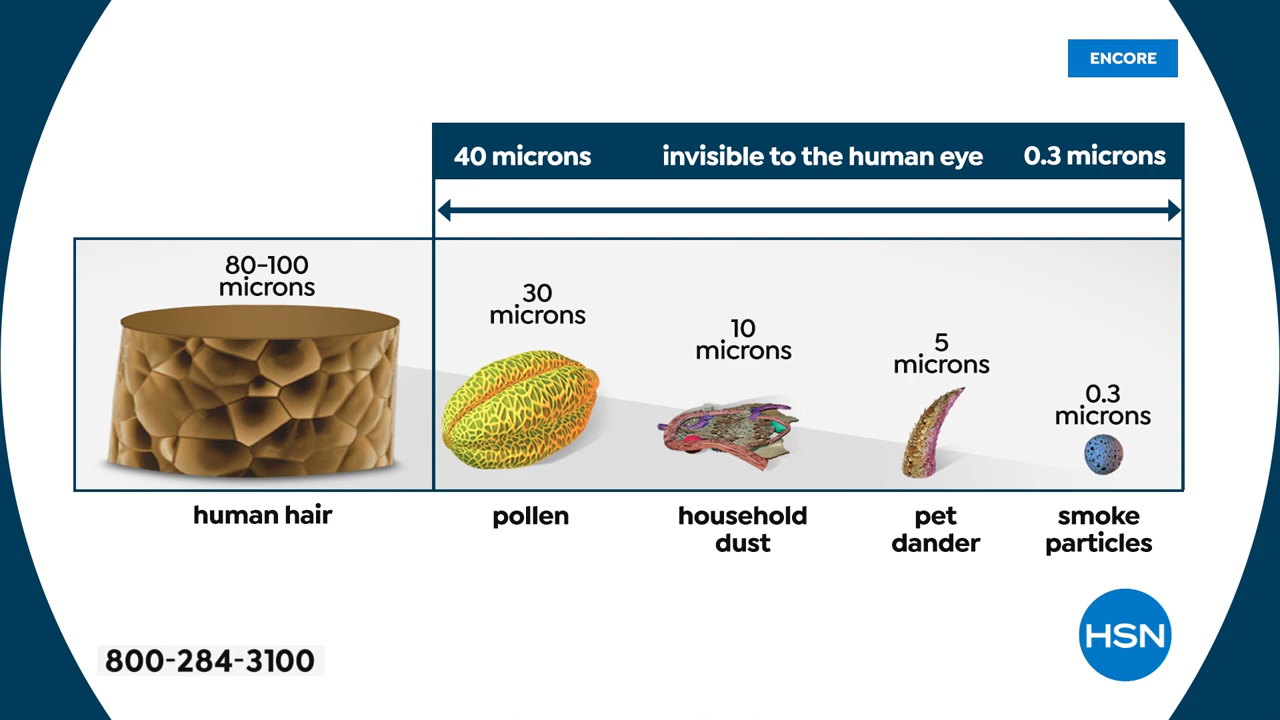 ENCORE
40 microns invisible to the human eye 0.3 microns
80-100
microns
30
microns
10
microns
5
microns
0.3
microns
human hair
pollen
household
dust
pet
dander
smoke
particles
HSN
800-284-3100